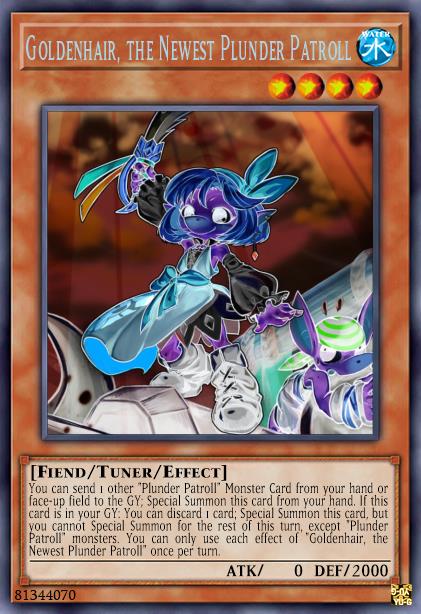 Goldenhair, the Newest Plunder Patroll
WATER
水
[Fiend/Tuner/Effect]
You can send 1 other "Plunder Patroll" Monster Card from your hand or
face-up field to the GY; Special Summon this card from your hand. If this
card is in your GY: You can discard 1 card; Special Summon this card, but
you cannot Special Summon for the rest of this turn, except "Plunder
Patroll" monsters. You can only use each effect of "Goldenhair, the
Newest Plunder Patroll" once per turn.
ATK/ 0 DEF/2000
81344070